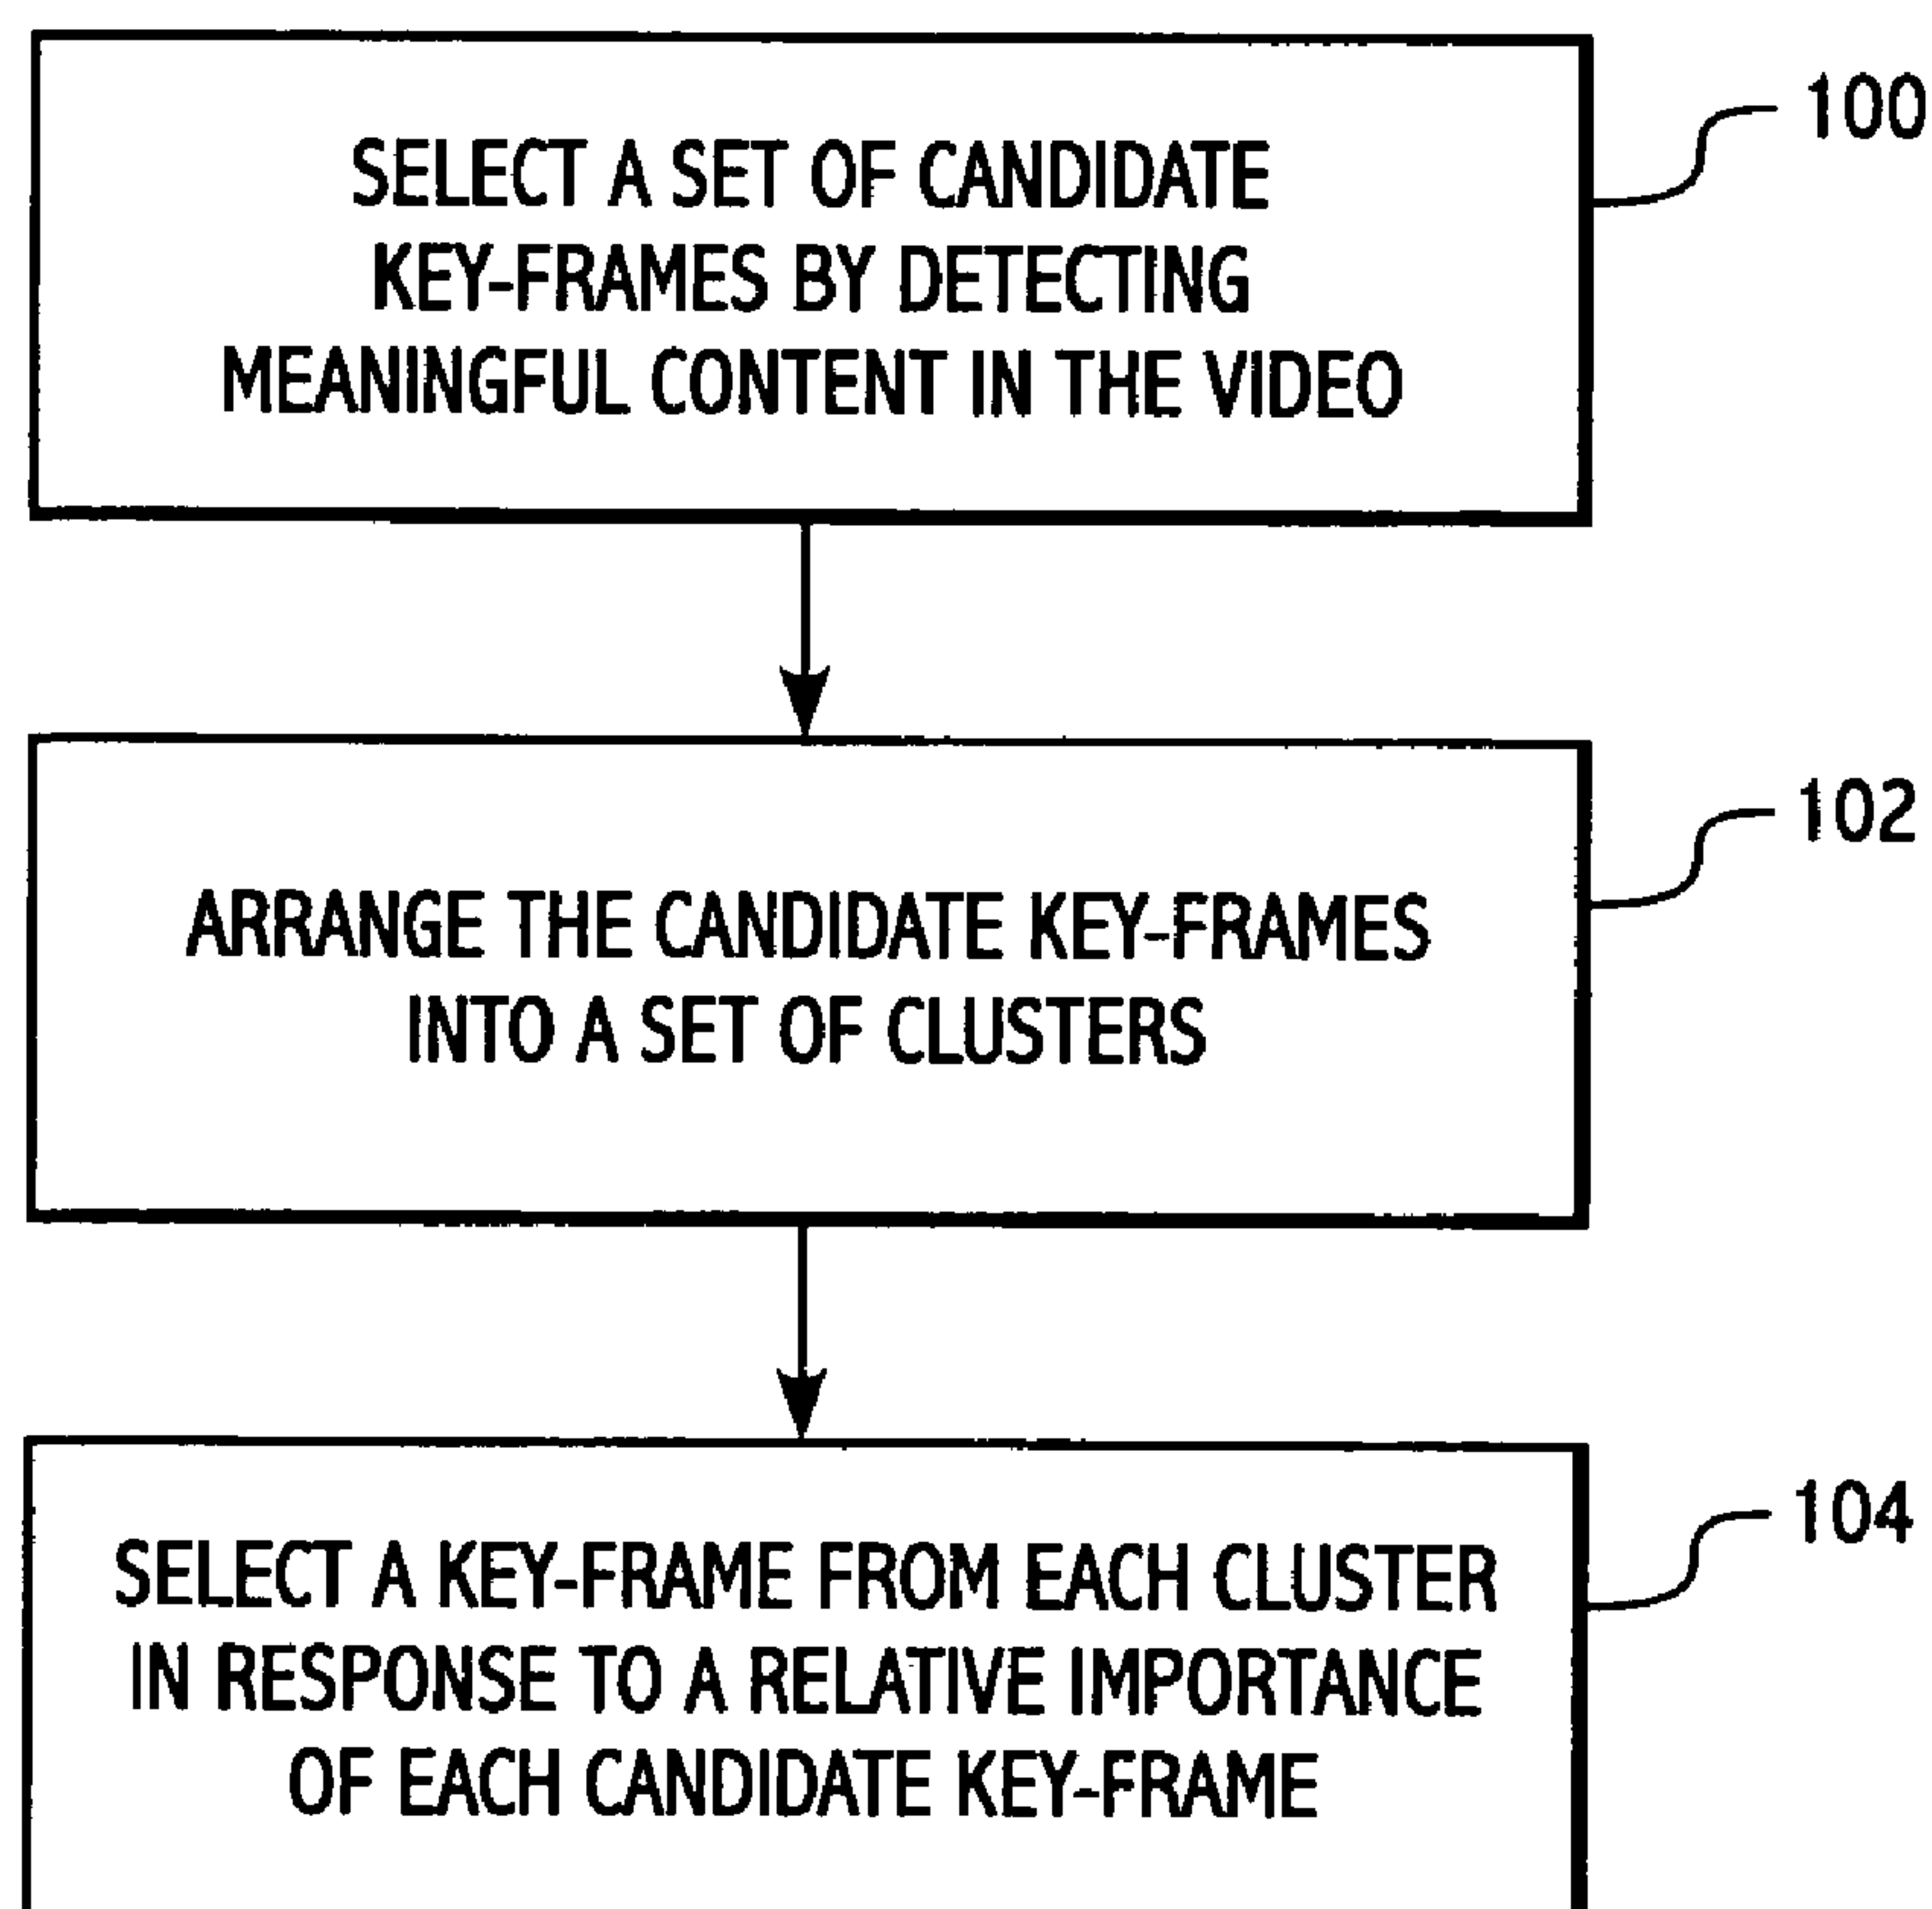 SELECT A SET OF CANDIDATE
KEY-FRAMES BY DETECTING
MEANINGFUL CONTENT IN THE VIDEO
100
ARRANGE THE CANDIDATE KEY-FRAMES
INTO A SET OF CLUSTERS
102
SELECT A KEY-FRAME FROM EACH CLUSTER
IN RESPONSE TO A RELATIVE IMPORTANCE
OF EACH CANDIDATE KEY-FRAME
104